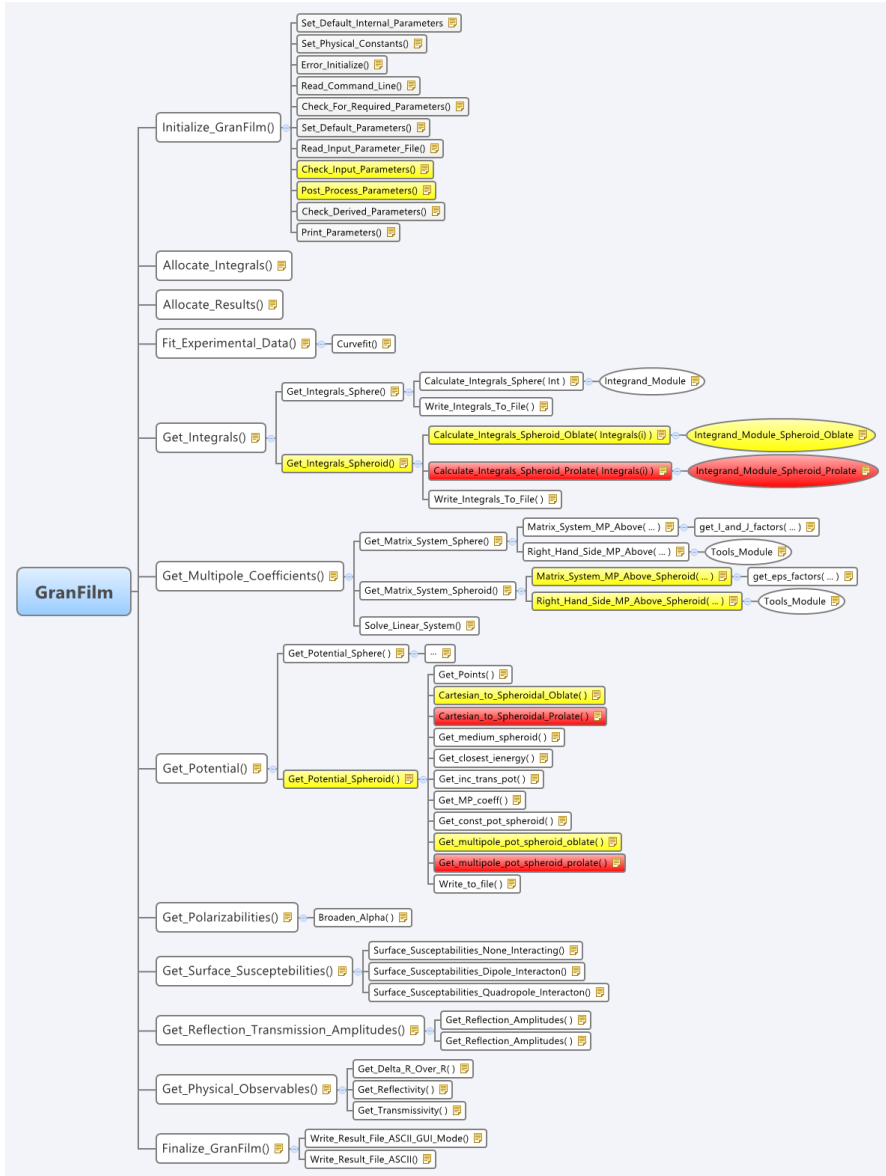 Set_Default_Internal_Parameters
Set_Physical_Constants()
Error_Initialize()
Read_Command_Line()
Check_For_Required_Parameters()
Initialize_GranFilm()
Set_Default_Parameters()
Read_Input_Parameter_File()
Check_Input_Parameters()
Post_Process_Parameters()
Check_Derived_Parameters()
Print_Parameters()
Allocate_Integrals()
Allocate_Results()
Fit_Experimental_Data()
Curvefit()
Get_Integrals()
Get_Integrals_Sphere()
Calculate_Integrals_Sphere( Int )
Integrand_Module
Write_Integrals_To_File( )
Get_Integrals_Spheroid()
Calculate_Integrals_Spheroid_Oblate( Integrals(i) )
Integrand_Module_Spheroid_Oblate
Calculate_Integrals_Spheroid_Prolate( Integrals(i) )
Integrand_Module_Spheroid_Prolate
Write_Integrals_To_File( )
GranFilm
Get_Multipole_Coefficients()
Get_Matrix_System_Sphere()
Matrix_System_MP_Above( ... )
get_I_and_J_factors( ... )
Right_Hand_Side_MP_Above( ... )
Tools_Module
Get_Matrix_System_Spheroid()
Matrix_System_MP_Above_Spheroid( ... )
get_eps_factors( ... )
Right_Hand_Side_MP_Above_Spheroid( ... )
Tools_Module
Solve_Linear_System()
Get_Potential()
Get_Potential_Sphere( )
...
Get_Potential_Spheroid( )
Get_Points( )
Cartesian_to_Spheroidal_Oblate( )
Cartesian_to_Spheroidal_Prolate( )
Get_medium_spheroid( )
Get_closest_ienergy( )
Get_inc_trans_pot( )
Get_MP_coeff( )
Get_const_pot_spheroid( )
Get_multipole_pot_spheroid_oblate( )
Get_multipole_pot_spheroid_prolate( )
Write_to_file( )
Get_Polarizabilities()
Broaden_Alpha( )
Get_Surface_Susceptebilities()
Surface_Susceptabilities_None_Interacting()
Surface_Susceptabilities_Dipole_Interacton()
Surface_Susceptabilities_Quadropole_Interacton()
Get_Reflection_Transmission_Amplitudes()
Get_Reflection_Amplitudes( )
Get_Reflection_Amplitudes( )
Get_Physical_Observables()
Get_Delta_R_Over_R( )
Get_Reflectivity( )
Get_Transmissivity( )
Finalize_GranFilm()
Write_Result_File_ASCII_GUI_Mode()
Write_Result_File_ASCII()